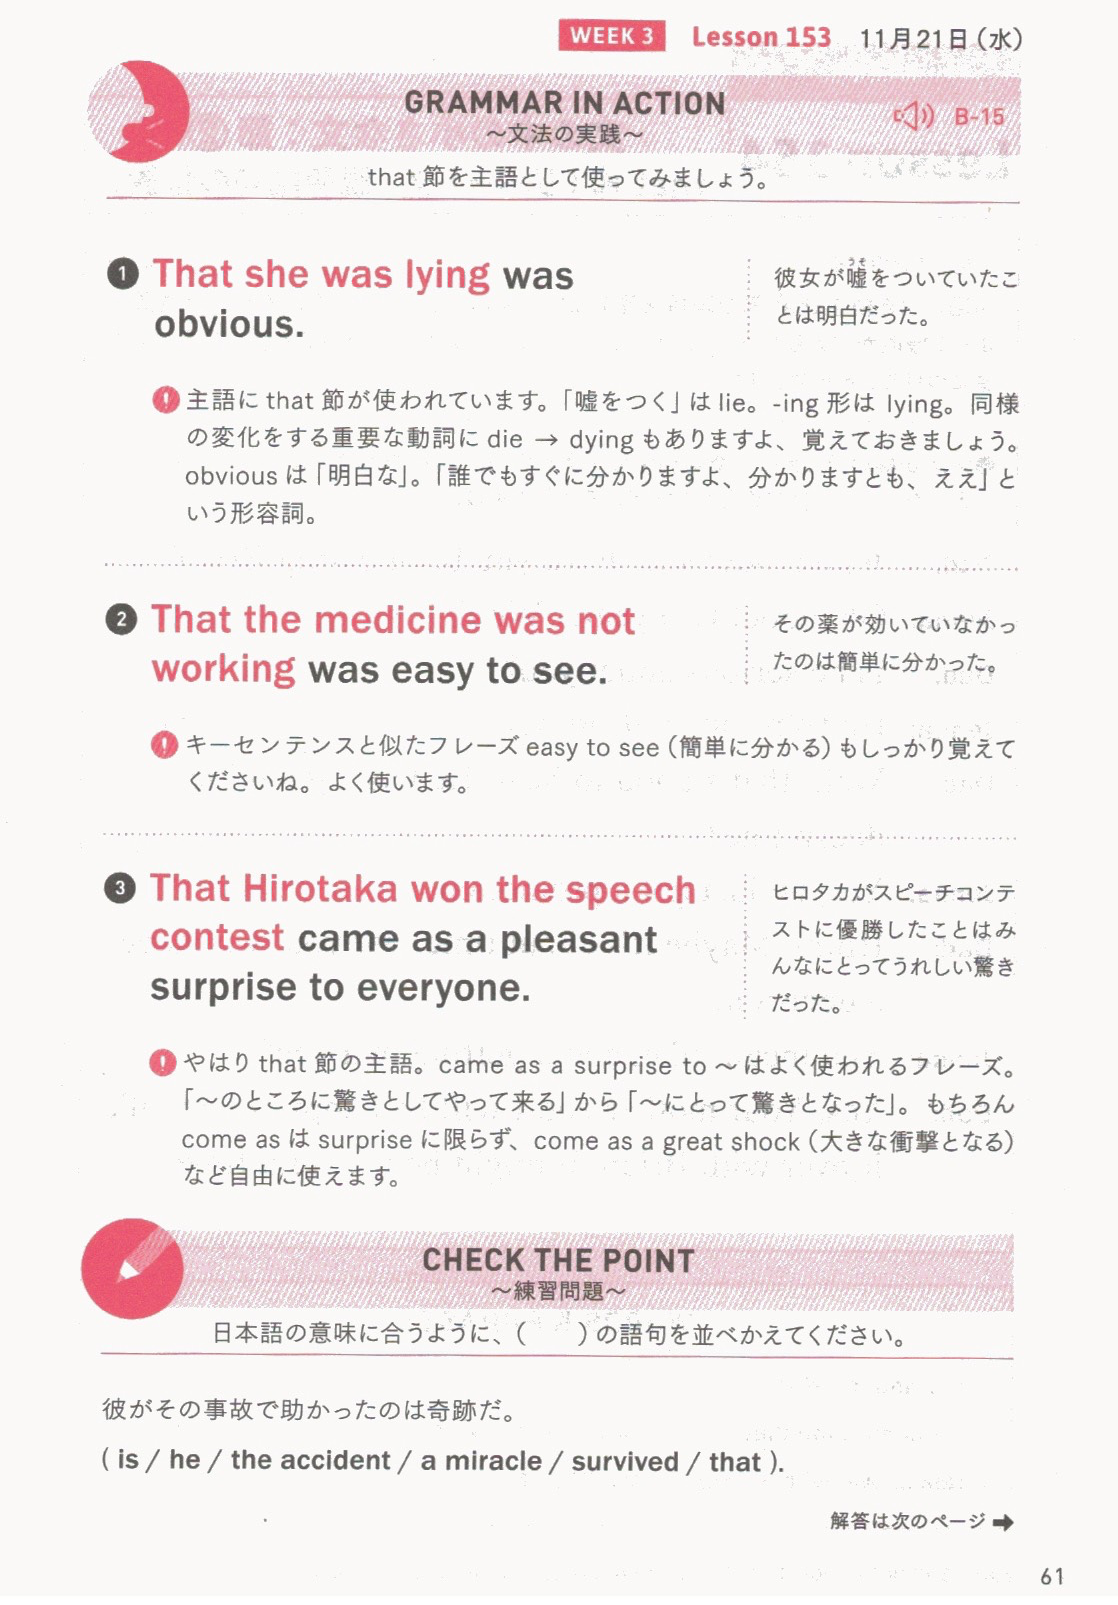 WEEK 3 Lesson 153 11月21日（水）
GRAMMAR IN ACTION
～文法の実践～
B-15
that 節を主語として使ってみましょう。
1 That she was lying was
obvious.
彼女が嘘をついていたこ
うそ
とは明白だった。
主語に that 節が使われています。「嘘をつく」は lie。-ing 形は lying。同様
の変化をする重要な動詞に die → dying もありますよ、覚えておきましょう。
obvious は「明白な」。「誰でもすぐに分かりますよ、分かりますとも、ええ」と
いう形容詞。
2 That the medicine was not
working was easy to see.
その薬が効いていなかっ
たのは簡単に分かった。
キーセンテンスと似たフレーズ easy to see（簡単に分かる）もしっかり覚えて
くださいね。よく使います。
3 That Hirotaka won the speech
contest came as a pleasant
surprise to everyone.
ヒロタカがスピーチコンテ
ストに優勝したことはみ
んなにとってうれしい驚き
だった。
やはり that 節の主語。came as a surprise to ～はよく使われるフレーズ。
「～のところに驚きとしてやって来る」から「～にとって驚きとなった」。もちろん
come as は surprise に限らず、come as a great shock（大きな衝撃となる）
など自由に使えます。
CHECK THE POINT
～練習問題～
日本語の意味に合うように、（　　）の語句を並べかえてください。
彼がその事故で助かったのは奇跡だ。
( is / he / the accident / a miracle / survived / that ).
解答は次のページ ➡
61